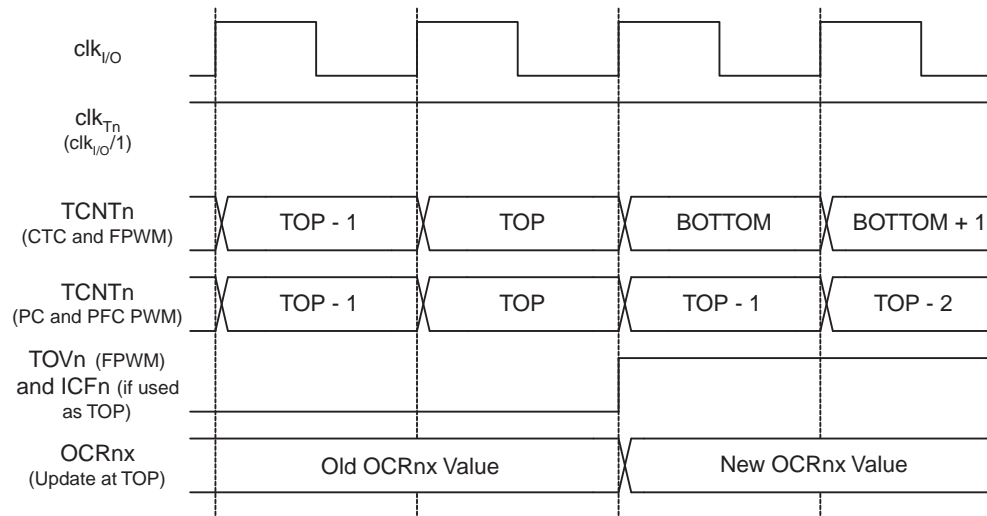 clkI/O
clkTn
(clkI/O/1)
TCNTn
(CTC and FPWM)
TOP - 1
TOP
BOTTOM
BOTTOM + 1
TCNTn
(PC and PFC PWM)
TOP - 1
TOP
TOP - 1
TOP - 2
TOVn (FPWM)
and ICFn (if used
as TOP)
OCRnx
(Update at TOP)
Old OCRnx Value
New OCRnx Value